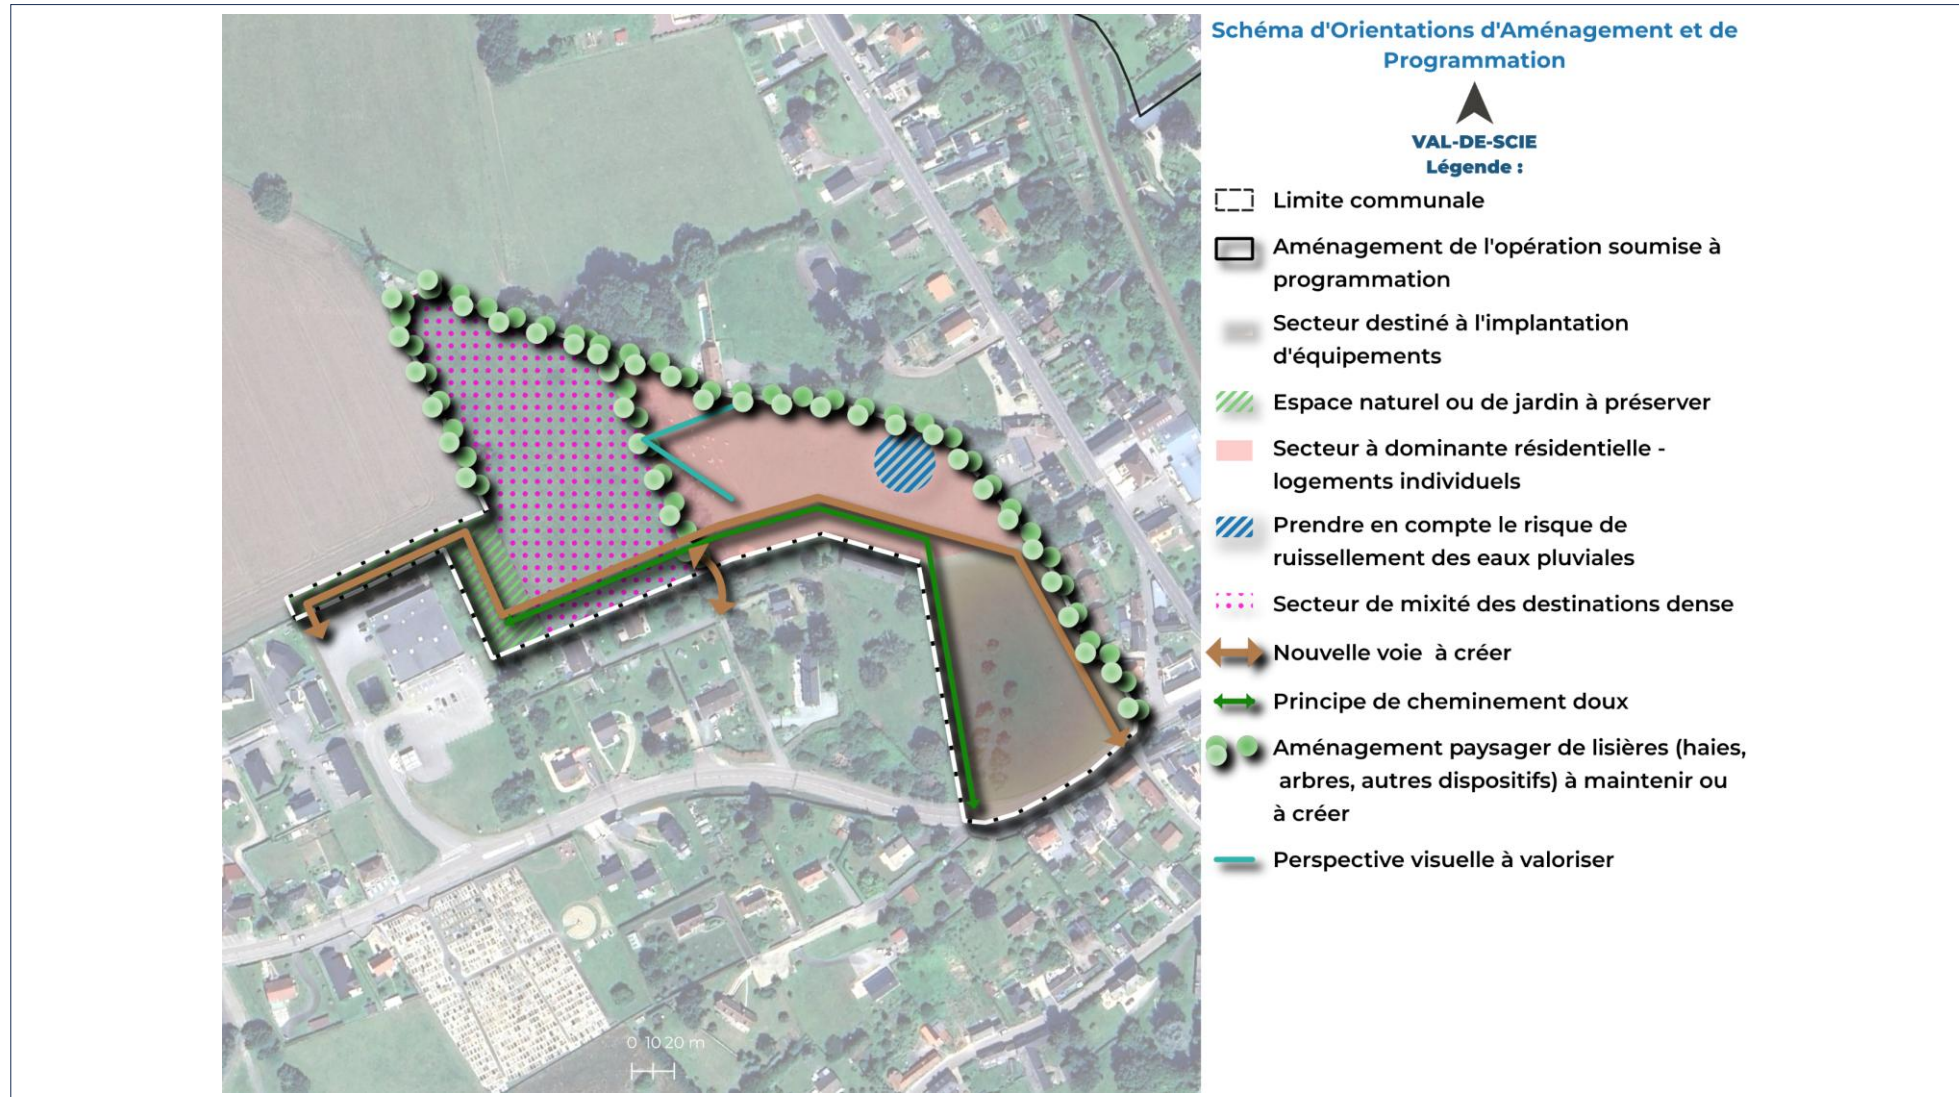 Schéma d'Orientations d'Aménagement et de
Programmation
VAL-DE-SCIE
Légende :
Limite communale
Aménagement de l'opération soumise à
programmation
Secteur destiné à l'implantation
d'équipements
Espace naturel ou de jardin à préserver
Secteur à dominante résidentielle -
logements individuels
Prendre en compte le risque de
ruissellement des eaux pluviales
Secteur de mixité des destinations dense
Nouvelle voie à créer
Principe de cheminement doux
Aménagement paysager de lisières (haies,
arbres, autres dispositifs) à maintenir ou
à créer
Perspective visuelle à valoriser
0 10 20 m